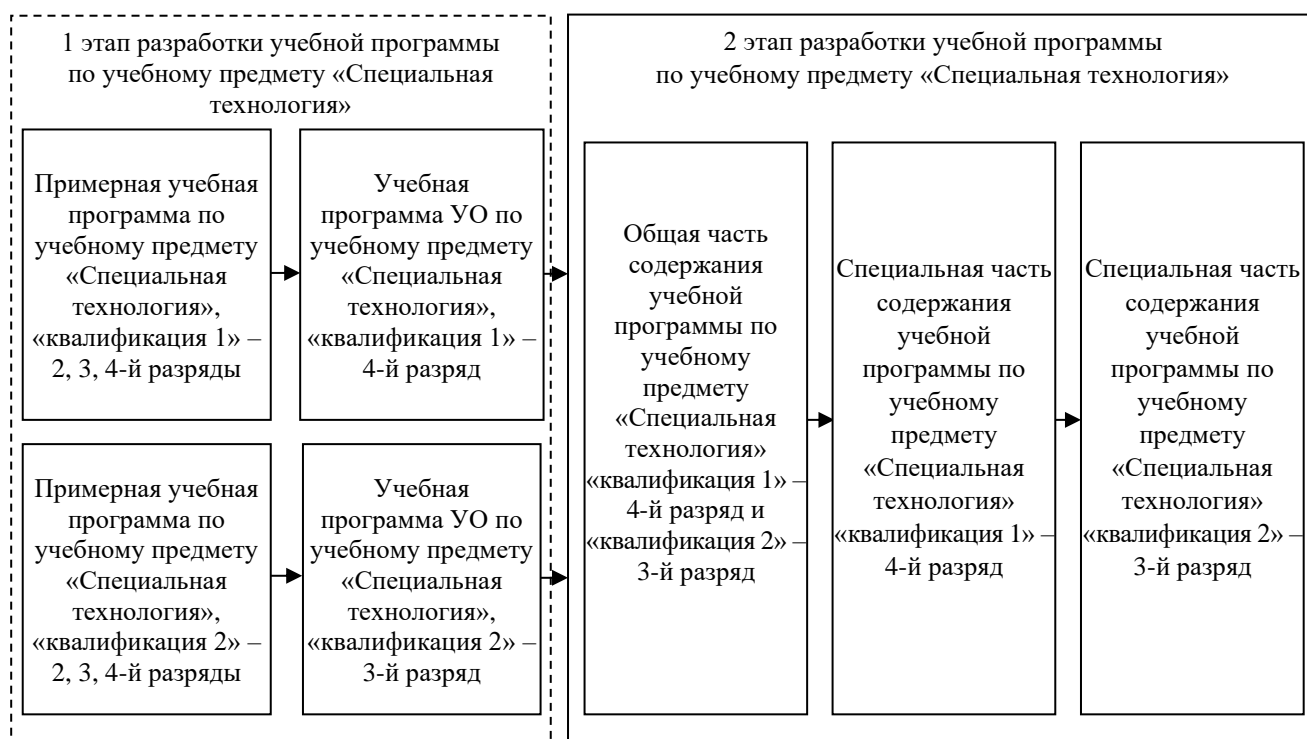 1 этап разработки учебной программы
по учебному предмету «Специальная
технология»
Примерная учебная
программа по
учебному предмету
«Специальная
технология»,
«квалификация 1» –
2, 3, 4-й разряды
Учебная
программа УО по
учебному предмету
«Специальная
технология»,
«квалификация 1» –
4-й разряд
Примерная учебная
программа по
учебному предмету
«Специальная
технология»,
«квалификация 2» –
2, 3, 4-й разряды
Учебная
программа УО по
учебному предмету
«Специальная
технология»,
«квалификация 2» –
3-й разряд
2 этап разработки учебной программы
по учебному предмету «Специальная технология»
Общая часть
содержания
учебной
программы по
учебному
предмету
«Специальная
технология»
«квалификация 1» –
4-й разряд и
«квалификация 2» –
3-й разряд
Специальная часть
содержания
учебной
программы по
учебному
предмету
«Специальная
технология»
«квалификация 1» –
4-й разряд
Специальная часть
содержания
учебной
программы по
учебному
предмету
«Специальная
технология»
«квалификация 2» –
3-й разряд